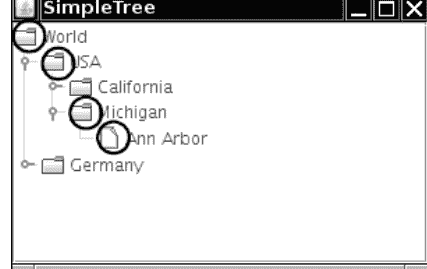 SimpleTree
World
USA
California
Michigan
Ann Arbor
Germany